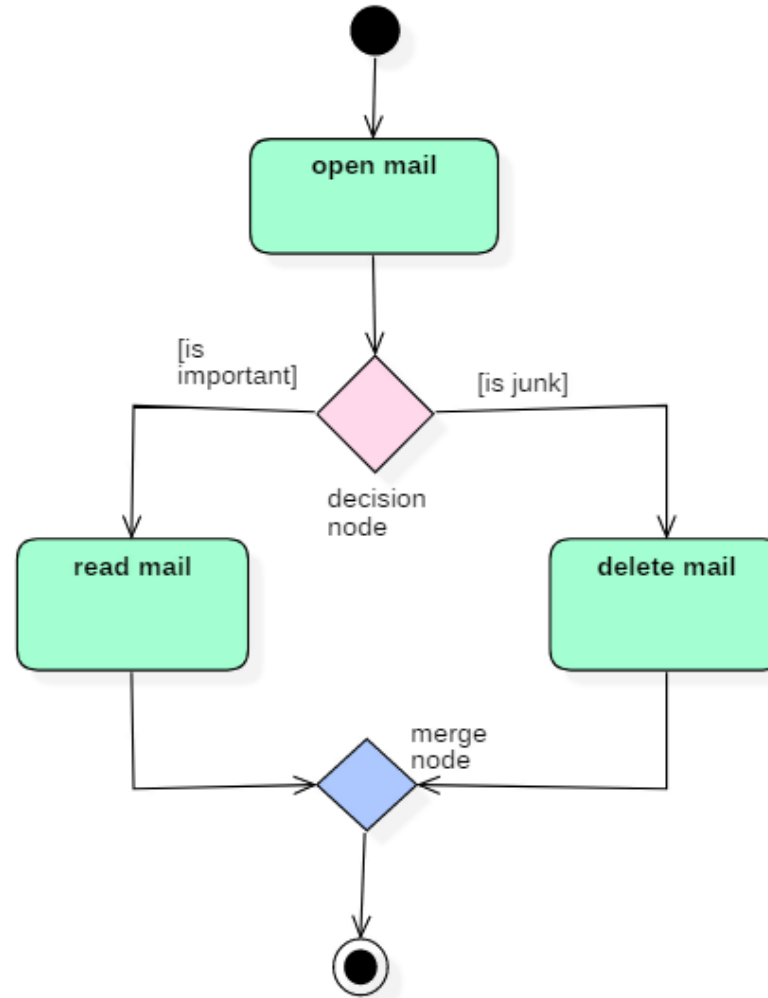 open mail
[is
important]
[is junk]
decision
node
read mail
delete mail
merge
node